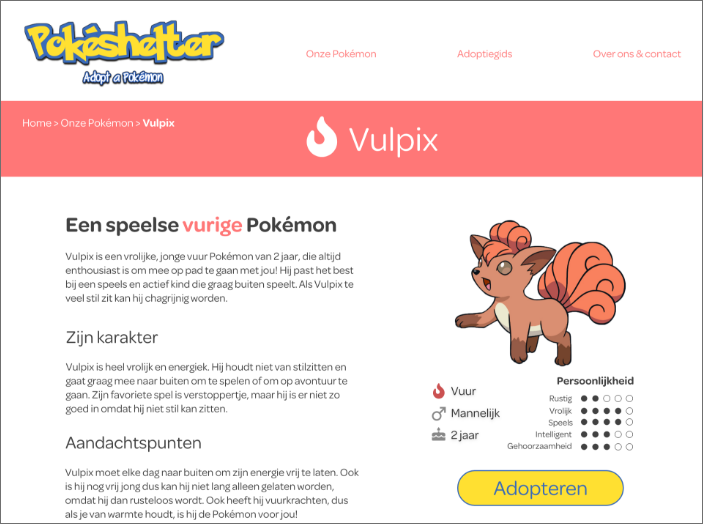 Pokéshelter
Adopt a Pokémon
Onze Pokémon
Adoptiegids
Over ons & contact
Home > Onze Pokémon > Vulpix
Vulpix
Een speelse vurige Pokémon
Vulpix is een vrolijke, jonge vuur Pokémon van 2 jaar, die altijd
enthousiast is om mee op pad te gaan met jou! Hij past het best
bij een speels en actief kind die graag buiten speelt. Als Vulpix te
veel stil zit kan hij chagrijnig worden.
Zijn karakter
Vulpix is heel vrolijk en energiek. Hij houdt niet van stilzitten en
gaat graag mee naar buiten om te spelen of om op avontuur te
gaan. Zijn favoriete spel is verstoppertje, maar hij is er niet zo
goed in omdat hij niet stil kan zitten.
Aandachtspunten
Vulpix moet elke dag naar buiten om zijn energie vrij te laten. Ook
is hij nog vrij jong dus kan hij niet lang alleen gelaten worden,
omdat hij dan rusteloos wordt. Ook heeft hij vuurkrachten, dus
als je van warmte houdt, is hij de Pokémon voor jou!
Vuur
Mannelijk
2 jaar
Persoonlijkheid
Rustig
Vrolijk
Speels
Intelligent
Gehoorzaamheid
Adopteren